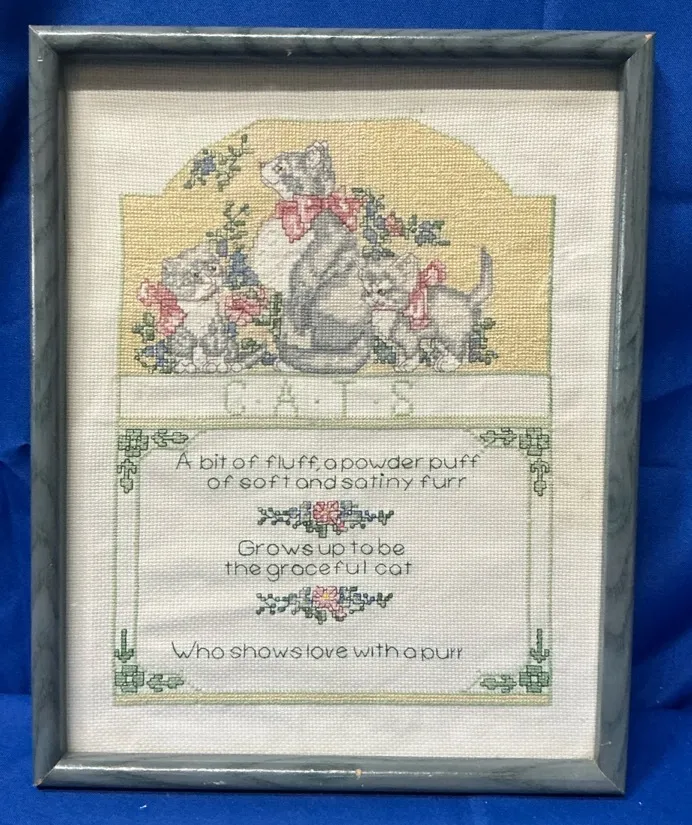 C·A·T·S
A bit of fluff, a powder puff
of soft and satiny furr
Grows up to be
the graceful cat
Who shows love with a purr